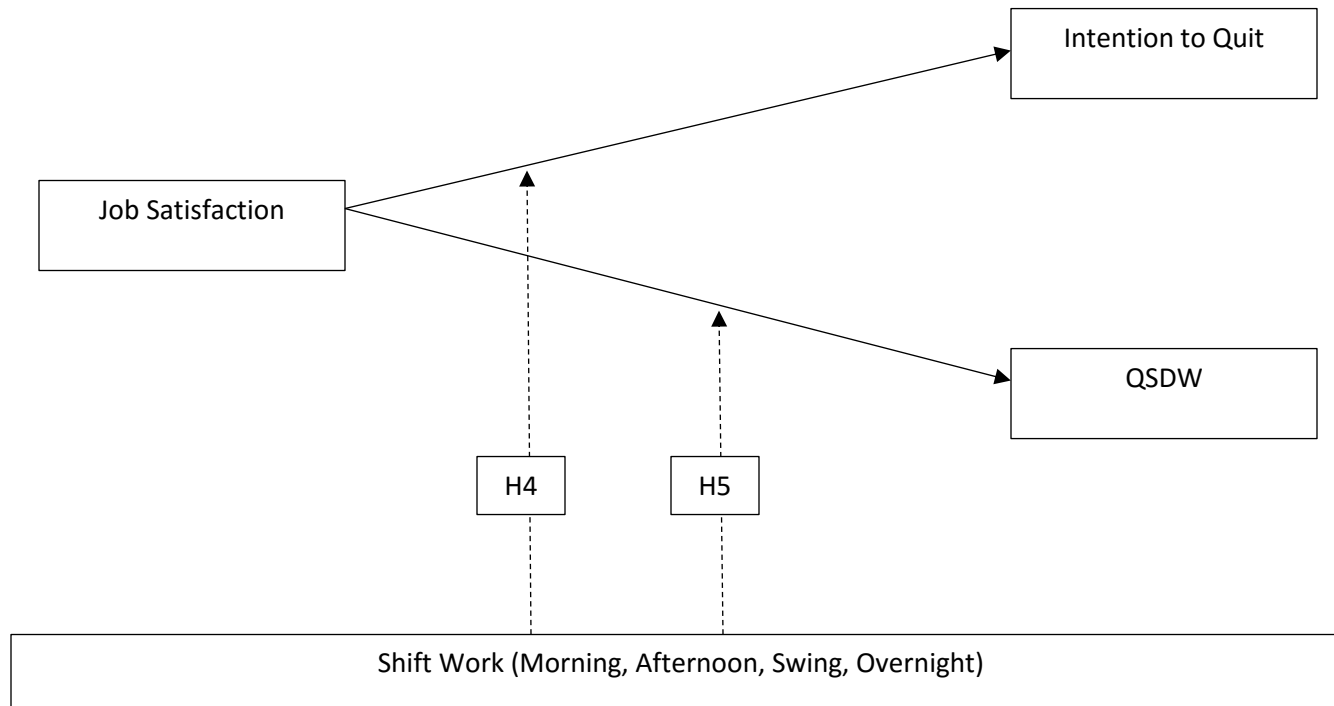 Intention to Quit
Job Satisfaction
QSDW
H4
H5
Shift Work (Morning, Afternoon, Swing, Overnight)